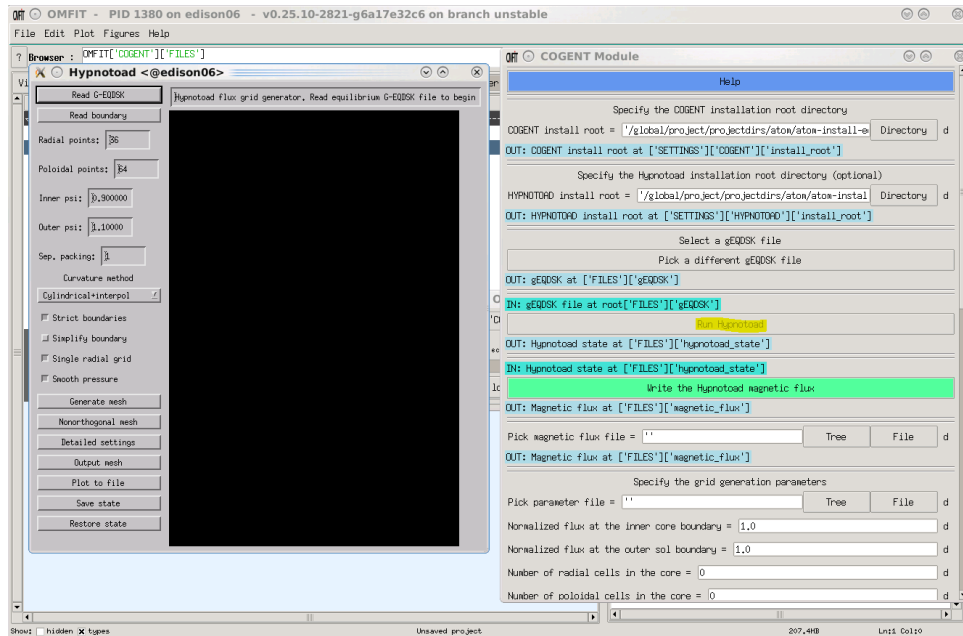 OMFIT - PID 1380 on edison06 - v0.25.10-2821-g6a17e32c6 on branch unstable
File Edit Plot Figures Help
? Browser : OMFIT['COGENT']['FILES']
Hypnotoad <@edison06>
Read G-EQDSK
Hypnotoad flux grid generator. Read equilibrium G-EQDSK file to begin
Read boundary
Radial points: 36
Poloidal points: 64
Inner psi: 0.900000
Outer psi: 1.10000
Sep. packing: 1
Curvature method
Cylindrical+interpol
Strict boundaries
Simplify boundary
Single radial grid
Smooth pressure
Generate mesh
Nonorthogonal mesh
Detailed settings
Output mesh
Plot to file
Save state
Restore state
COGENT Module
Help
Specify the COGENT installation root directory
COGENT install root = '/global/project/projectdirs/atom/atom-install-e Directory d
OUT: COGENT install root at ['SETTINGS']['COGENT']['install_root']
Specify the Hypnotoad installation root directory (optional)
HYPNOTOAD install root = '/global/project/projectdirs/atom/atom-instal Directory d
OUT: HYPNOTOAD install root at ['SETTINGS']['HYPNOTOAD']['install_root']
Select a gEQDSK file
Pick a different gEQDSK file
OUT: gEQDSK at ['FILES']['gEQDSK']
IN: gEQDSK file at root['FILES']['gEQDSK']
Run Hypnotoad
OUT: Hypnotoad state at ['FILES']['hypnotoad_state']
IN: Hypnotoad state at ['FILES']['hypnotoad_state']
Write the Hypnotoad magnetic flux
OUT: Magnetic flux at ['FILES']['magnetic_flux']
Pick magnetic flux file = '' Tree File d
OUT: Magnetic flux at ['FILES']['magnetic_flux']
Specify the grid generation parameters
Pick parameter file = '' Tree File d
Normalized flux at the inner core boundary = 1.0 d
Normalized flux at the outer sol boundary = 1.0 d
Number of radial cells in the core = 0 d
Number of poloidal cells in the core = 0 d
Show: hidden x types Unsaved project 207.4MB Ln:1 Col:0